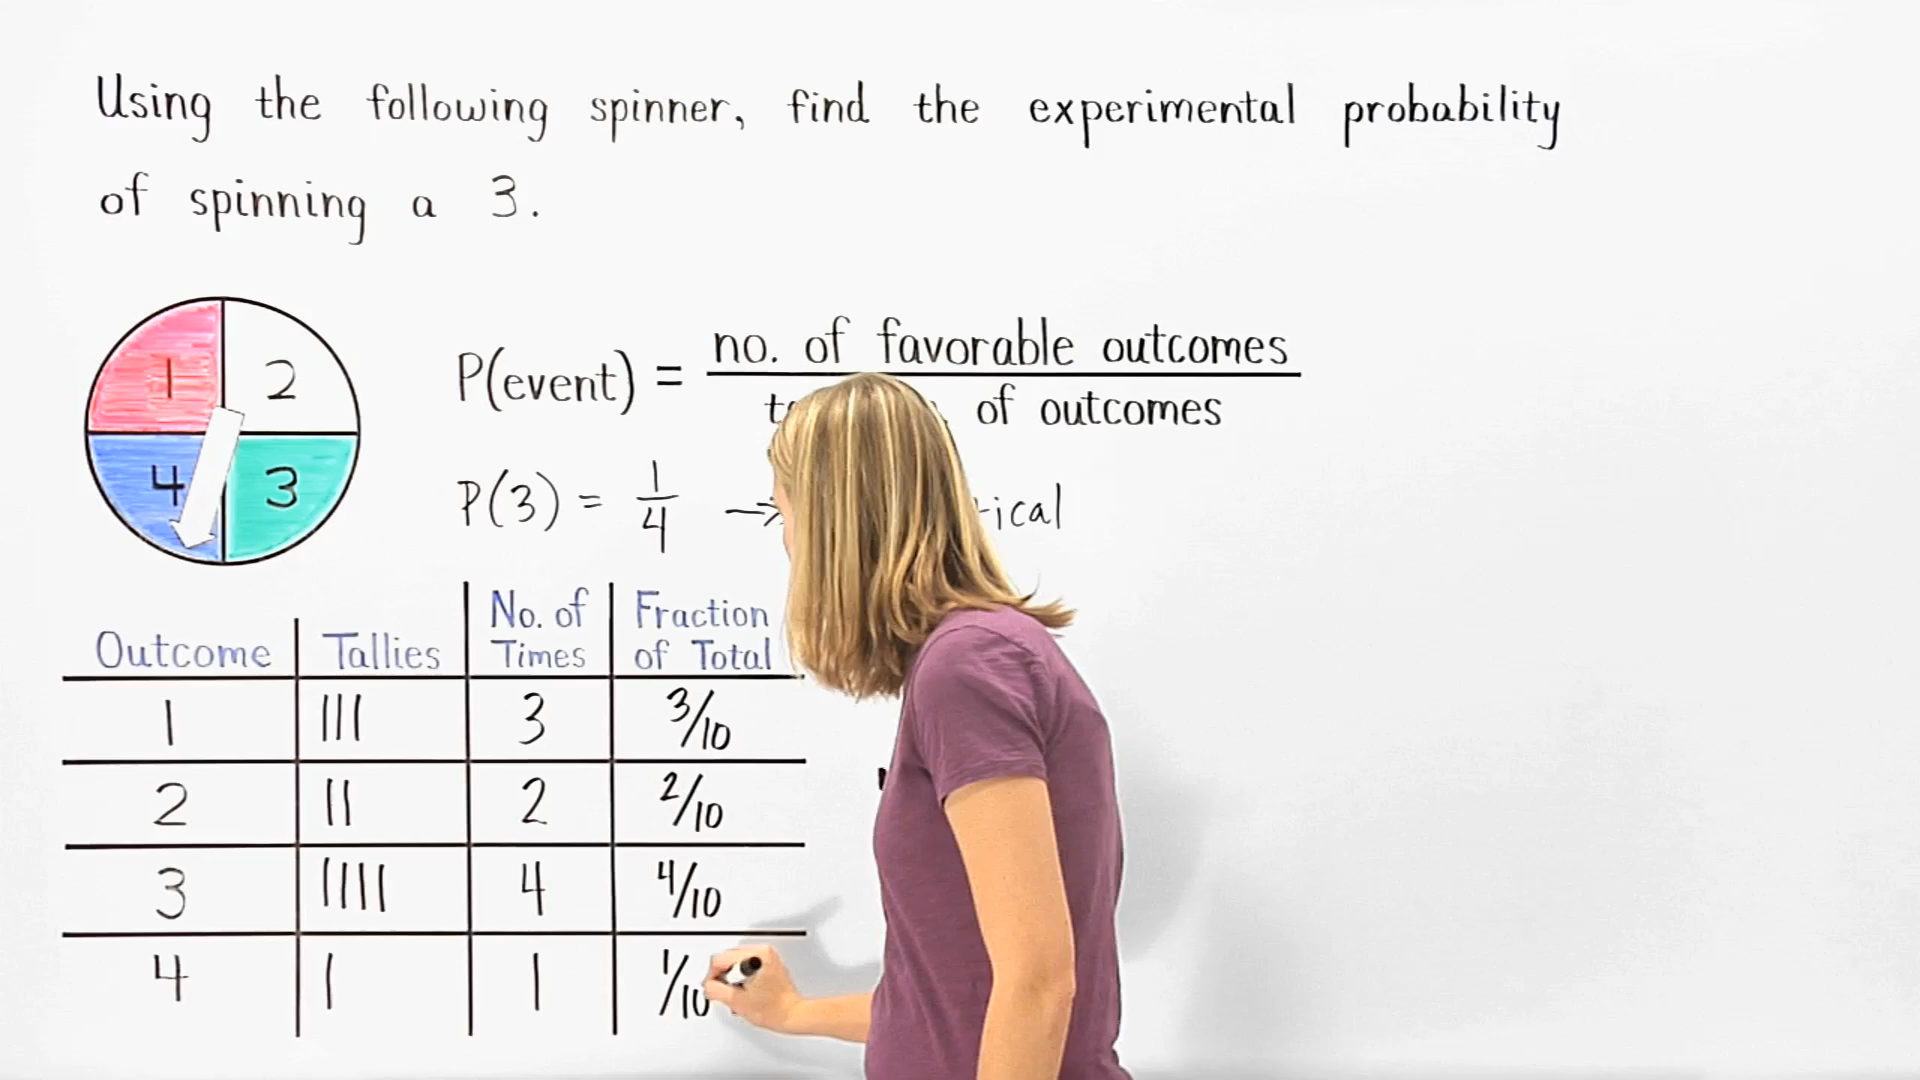 Using the following spinner, find the experimental probability
of spinning a 3.
1 2
4 3
P(event) = no. of favorable outcomes
of outcomes
P(3) = 1/4 →
Outcome Tallies No. of Times Fraction of Total
1 ||| 3 3/10
2 || 2 2/10
3 |||| 4 4/10
4 | 1 1/10